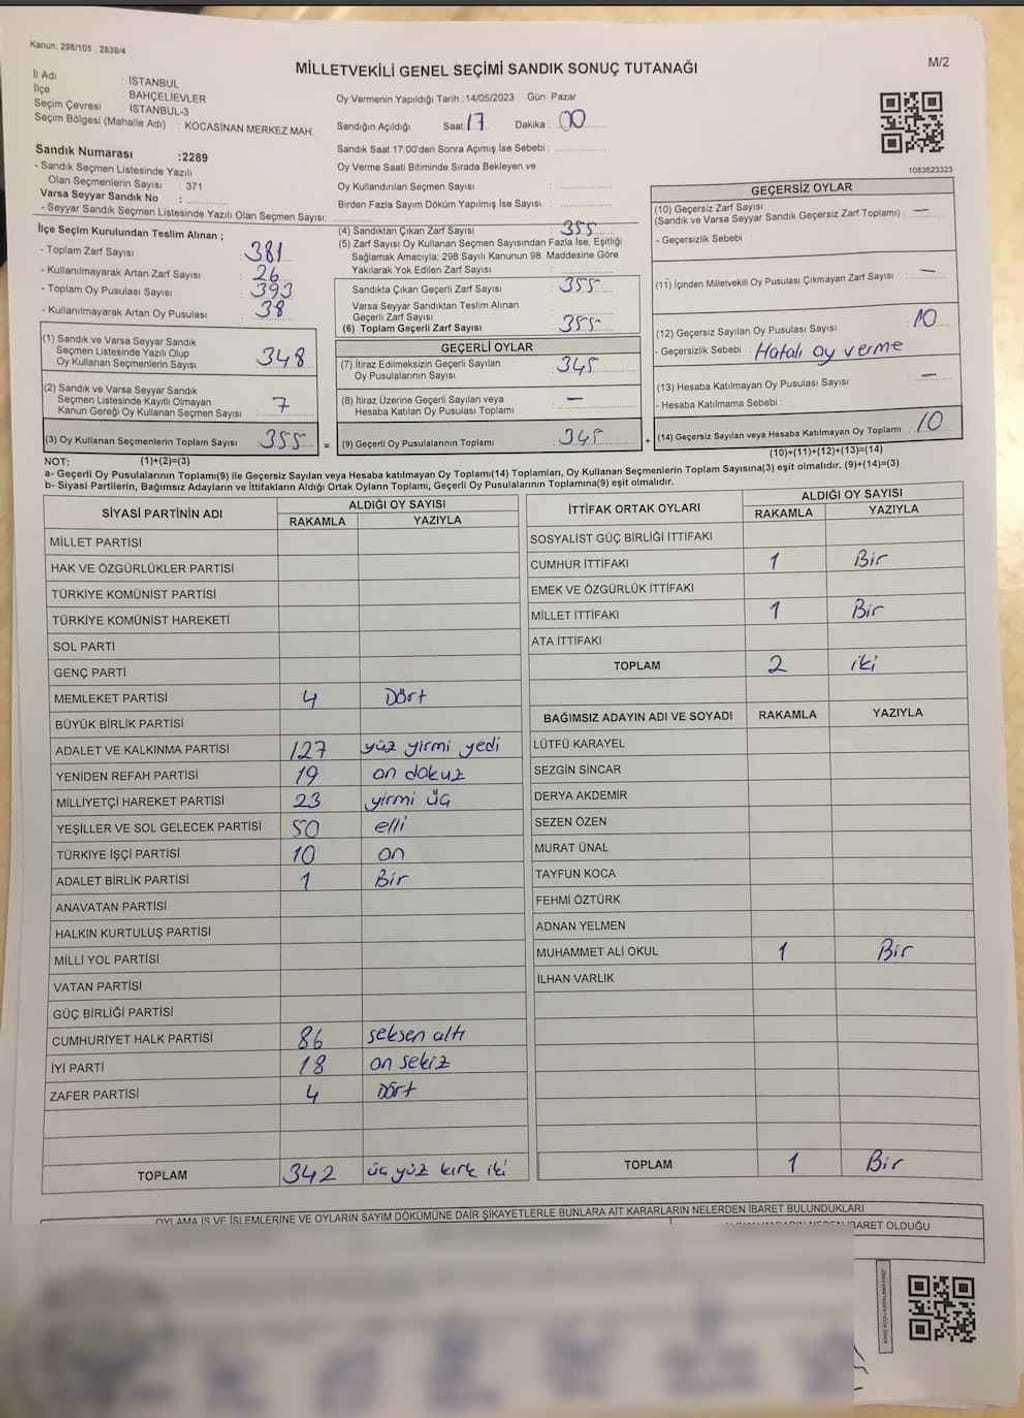 Kanun: 298/105 2839/4
M/2
MİLLETVEKİLİ GENEL SEÇİMİ SANDIK SONUÇ TUTANAĞI
İl Adı : İSTANBUL
İlçe : BAHÇELİEVLER
Seçim Çevresi : İSTANBUL-3
Seçim Bölgesi (Mahalle Adı) : KOCASİNAN MERKEZ MAH.
Sandık Numarası :2289
- Sandık Seçmen Listesinde Yazılı
Olan Seçmenlerin Sayısı : 371
Varsa Seyyar Sandık No :
- Seyyar Sandık Seçmen Listesinde Yazılı Olan Seçmen Sayısı:
Oy Vermenin Yapıldığı Tarih :14/05/2023 Gün: Pazar
Sandığın Açıldığı Saat: 17 Dakika : 00
Sandık Saat 17:00'den Sonra Açılmış İse Sebebi :
Oy Verme Saati Bitiminde Sırada Bekleyen ve
Oy Kullandırılan Seçmen Sayısı :
Birden Fazla Sayım Döküm Yapılmış İse Sayısı :
1083623323
İlçe Seçim Kurulundan Teslim Alınan ;
- Toplam Zarf Sayısı : 381
- Kullanılmayarak Artan Zarf Sayısı : 26
- Toplam Oy Pusulası Sayısı : 393
- Kullanılmayarak Artan Oy Pusulası : 38
(1) Sandık ve Varsa Seyyar Sandık
Seçmen Listesinde Yazılı Olup
Oy Kullanan Seçmenlerin Sayısı : 348
(2) Sandık ve Varsa Seyyar Sandık
Seçmen Listesinde Kayıtlı Olmayan
Kanun Gereği Oy Kullanan Seçmen Sayısı : 7
(3) Oy Kullanan Seçmenlerin Toplam Sayısı : 355
(1)+(2)=(3)
(4) Sandıktan Çıkan Zarf Sayısı : 355
(5) Zarf Sayısı Oy Kullanan Seçmen Sayısından Fazla İse, Eşitliği
Sağlamak Amacıyla; 298 Sayılı Kanunun 98. Maddesine Göre
Yakılarak Yok Edilen Zarf Sayısı :
Sandıkta Çıkan Geçerli Zarf Sayısı : 355
Varsa Seyyar Sandıktan Teslim Alınan
Geçerli Zarf Sayısı :
(6) Toplam Geçerli Zarf Sayısı : 355
GEÇERLİ OYLAR
(7) İtiraz Edilmeksizin Geçerli Sayılan
Oy Pusulalarının Sayısı : 345
(8) İtiraz Üzerine Geçerli Sayılan veya
Hesaba Katılan Oy Pusulası Toplamı : —
= (9) Geçerli Oy Pusulalarının Toplamı : 345 +
GEÇERSİZ OYLAR
(10) Geçersiz Zarf Sayısı
(Sandık ve Varsa Seyyar Sandık Geçersiz Zarf Toplamı) : —
- Geçersizlik Sebebi :
(11) İçinden Milletvekili Oy Pusulası Çıkmayan Zarf Sayısı : —
(12) Geçersiz Sayılan Oy Pusulası Sayısı : 10
- Geçersizlik Sebebi : Hatalı oy verme
(13) Hesaba Katılmayan Oy Pusulası Sayısı : —
- Hesaba Katılmama Sebebi :
(14) Geçersiz Sayılan veya Hesaba Katılmayan Oy Toplamı : 10
(10)+(11)+(12)+(13)=(14)
NOT:
a- Geçerli Oy Pusulalarının Toplamı(9) ile Geçersiz Sayılan veya Hesaba katılmayan Oy Toplamı(14) Toplamları, Oy Kullanan Seçmenlerin Toplam Sayısına(3) eşit olmalıdır. (9)+(14)=(3)
b- Siyasi Partilerin, Bağımsız Adayların ve İttifakların Aldığı Ortak Oyların Toplamı, Geçerli Oy Pusulalarının Toplamına(9) eşit olmalıdır.
SİYASİ PARTİNİN ADI
ALDIĞI OY SAYISI
RAKAMLA YAZIYLA
MİLLET PARTİSİ
HAK VE ÖZGÜRLÜKLER PARTİSİ
TÜRKİYE KOMÜNİST PARTİSİ
TÜRKİYE KOMÜNİST HAREKETİ
SOL PARTİ
GENÇ PARTİ
MEMLEKET PARTİSİ 4 Dört
BÜYÜK BİRLİK PARTİSİ
ADALET VE KALKINMA PARTİSİ 127 yüz yirmi yedi
YENİDEN REFAH PARTİSİ 19 on dokuz
MİLLİYETÇİ HAREKET PARTİSİ 23 yirmi üç
YEŞİLLER VE SOL GELECEK PARTİSİ 50 elli
TÜRKİYE İŞÇİ PARTİSİ 10 on
ADALET BİRLİK PARTİSİ 1 Bir
ANAVATAN PARTİSİ
HALKIN KURTULUŞ PARTİSİ
MİLLİ YOL PARTİSİ
VATAN PARTİSİ
GÜÇ BİRLİĞİ PARTİSİ
CUMHURİYET HALK PARTİSİ 86 seksen altı
İYİ PARTİ 18 on sekiz
ZAFER PARTİSİ 4 Dört
TOPLAM 342 üç yüz kırk iki
İTTİFAK ORTAK OYLARI
ALDIĞI OY SAYISI
RAKAMLA YAZIYLA
SOSYALİST GÜÇ BİRLİĞİ İTTİFAKI
CUMHUR İTTİFAKI 1 Bir
EMEK VE ÖZGÜRLÜK İTTİFAKI
MİLLET İTTİFAKI 1 Bir
ATA İTTİFAKI
TOPLAM 2 iki
BAĞIMSIZ ADAYIN ADI VE SOYADI RAKAMLA YAZIYLA
LÜTFÜ KARAYEL
SEZGİN SİNCAR
DERYA AKDEMİR
SEZEN ÖZEN
MURAT ÜNAL
TAYFUN KOCA
FEHMİ ÖZTÜRK
ADNAN YELMEN
MUHAMMET ALİ OKUL 1 Bir
İLHAN VARLIK
TOPLAM 1 Bir
OYLAMA İŞ VE İŞLEMLERİNE VE OYLARIN SAYIM DÖKÜMÜNE DAİR ŞİKAYETLERLE BUNLARA AİT KARARLARIN NELERDEN İBARET BULUNDUKLARI
İBARET OLDUĞU